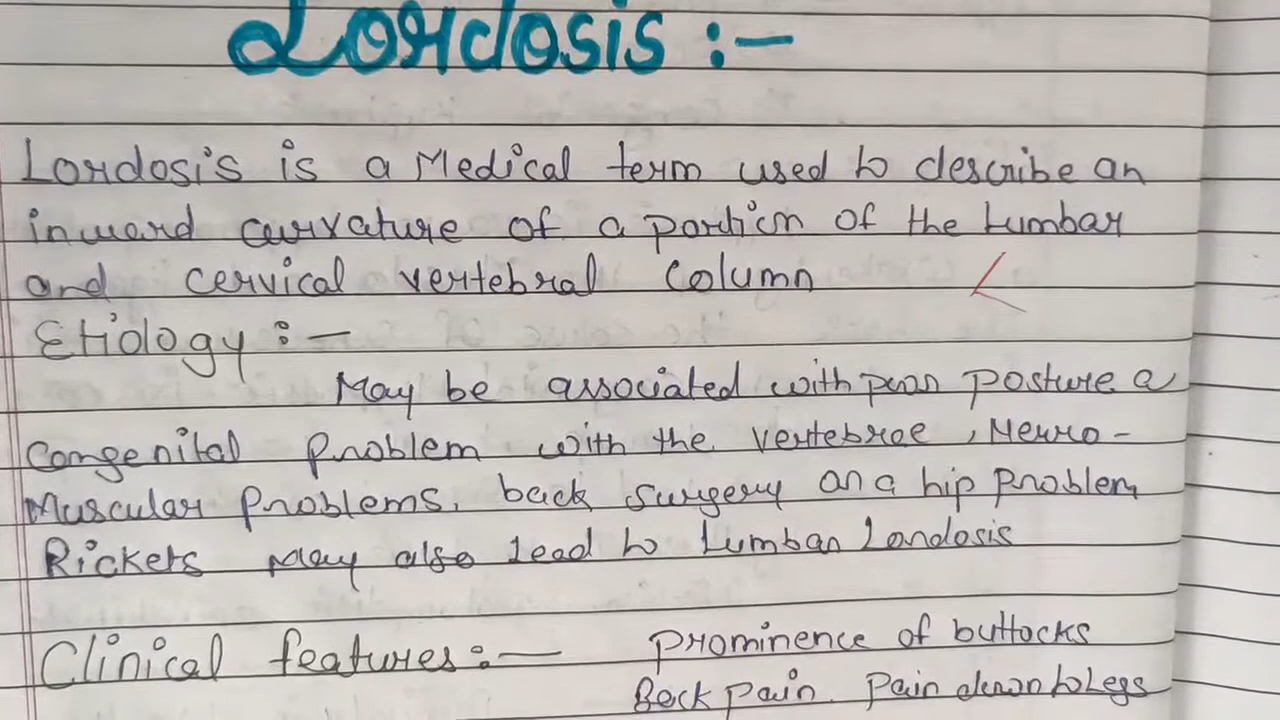 Lordosis :-
Lordosis is a Medical term used to describe an
inward curvature of a portion of the Lumbar
and cervical vertebral column
Etiology :-
May be associated with poor posture a
Congenital Problem with the vertebrae , Neuro-
Muscular Problems, back surgery or a hip Problem
Rickets may also lead to Lumbar Lordosis
Clinical features :- Prominence of buttocks
Back pain, Pain down to Legs